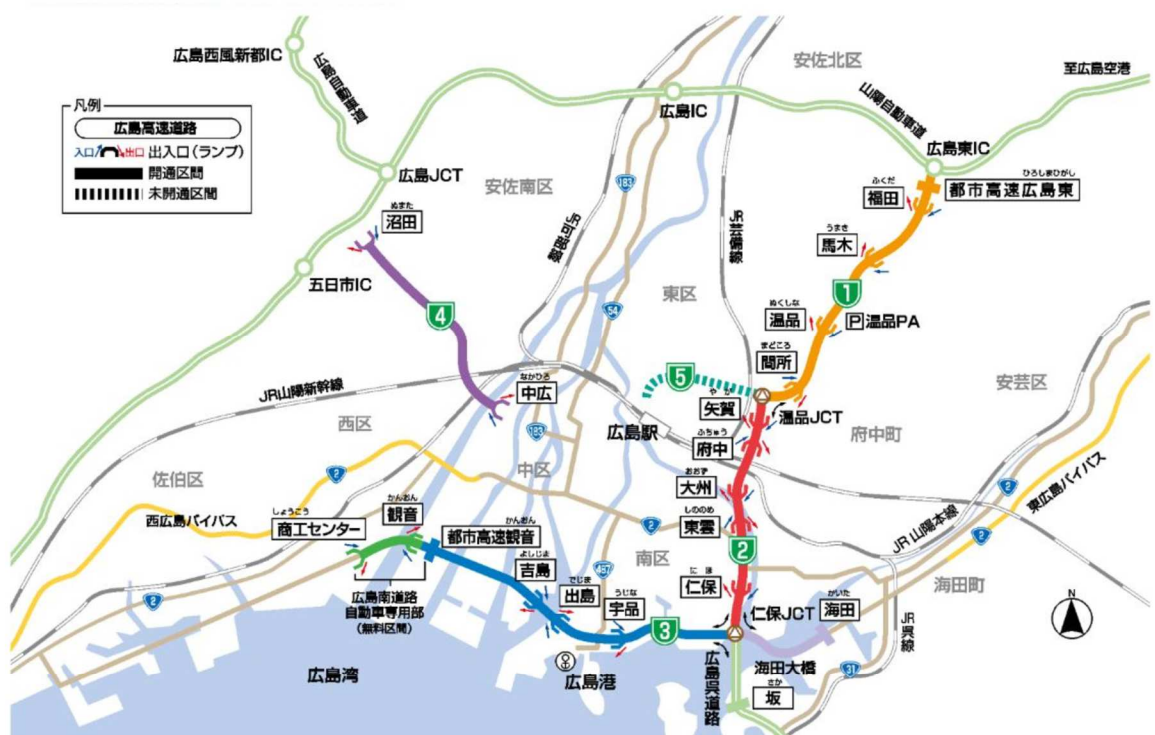 広島西風新都IC
広島自動車道
安佐北区
至広島空港
凡例
広島高速道路
入口 出口 出入口(ランプ)
開通区間
未開通区間
広島IC
山陽自動車道
広島東IC
ひろしまひがし
都市高速広島東
広島JCT
安佐南区
183
ふくだ
福田
ぬまた
沼田
可部線
JR芸備線
うまき
馬木
五日市IC
東区
1
4
54
ぬくしな
温品
P 温品PA
まどころ
間所
5
安芸区
JR山陽新幹線
なかひろ
中広
やが
矢賀
温品JCT
西区
183
広島駅
ふちゅう
府中
府中町
中区
佐伯区
2
おおず
大州
2
東広島バイパス
西広島バイパス
しょうこう
商工センター
かんおん
観音
かんおん
都市高速観音
2
しののめ
東雲
JR山陽本線
2
よしじま
吉島
487
南区
2
2
広島南道路
自動車専用部
(無料区間)
でじま
出島
うじな
宇品
にほ
仁保
仁保JCT
かいた
海田
海田町
JR呉線
N
3
広島湾
広島港
広島呉道路
海田大橋
31
さか
坂